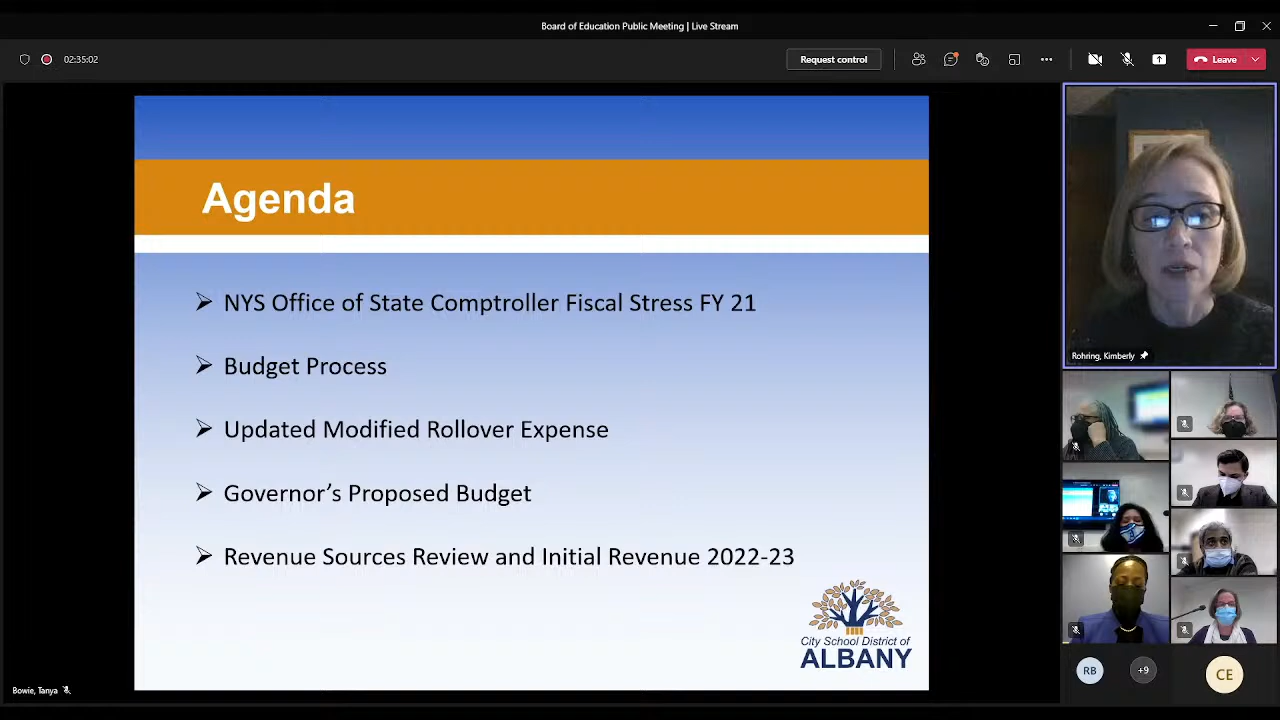 Board of Education Public Meeting | Live Stream
02:35:02
Request control
Leave
Agenda
NYS Office of State Comptroller Fiscal Stress FY 21
Budget Process
Updated Modified Rollover Expense
Governor's Proposed Budget
Revenue Sources Review and Initial Revenue 2022-23
City School District of
ALBANY
Rohring, Kimberly
RB
+9
CE
Bowie, Tanya